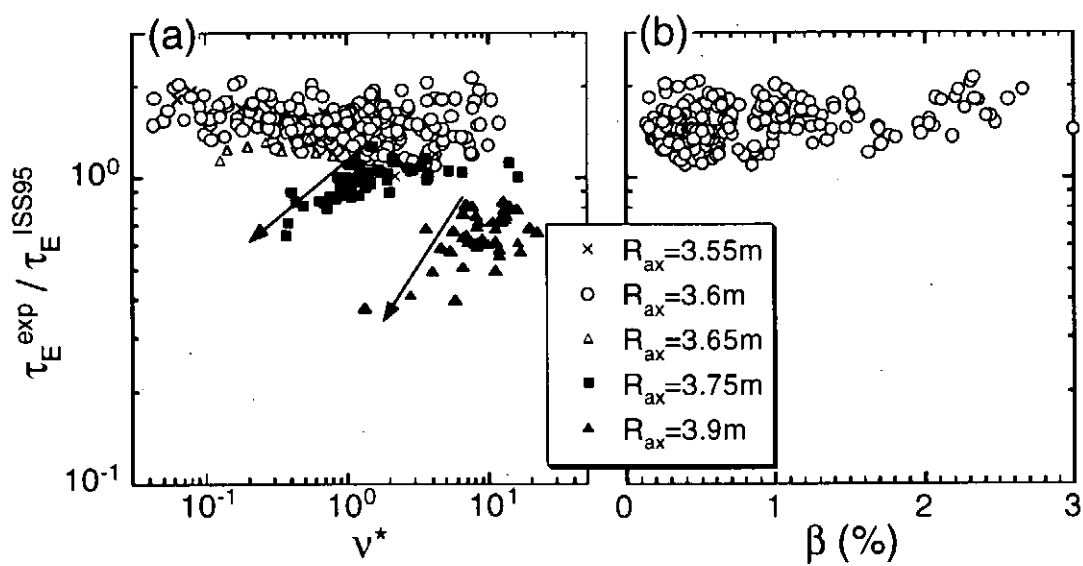 (a)
(b)
τ_E^exp / τ_E^ISS95
10^0
10^-1
10^-1 10^0 10^1
ν*
0 1 2 3
β (%)
× R_ax=3.55m
○ R_ax=3.6m
△ R_ax=3.65m
■ R_ax=3.75m
▲ R_ax=3.9m